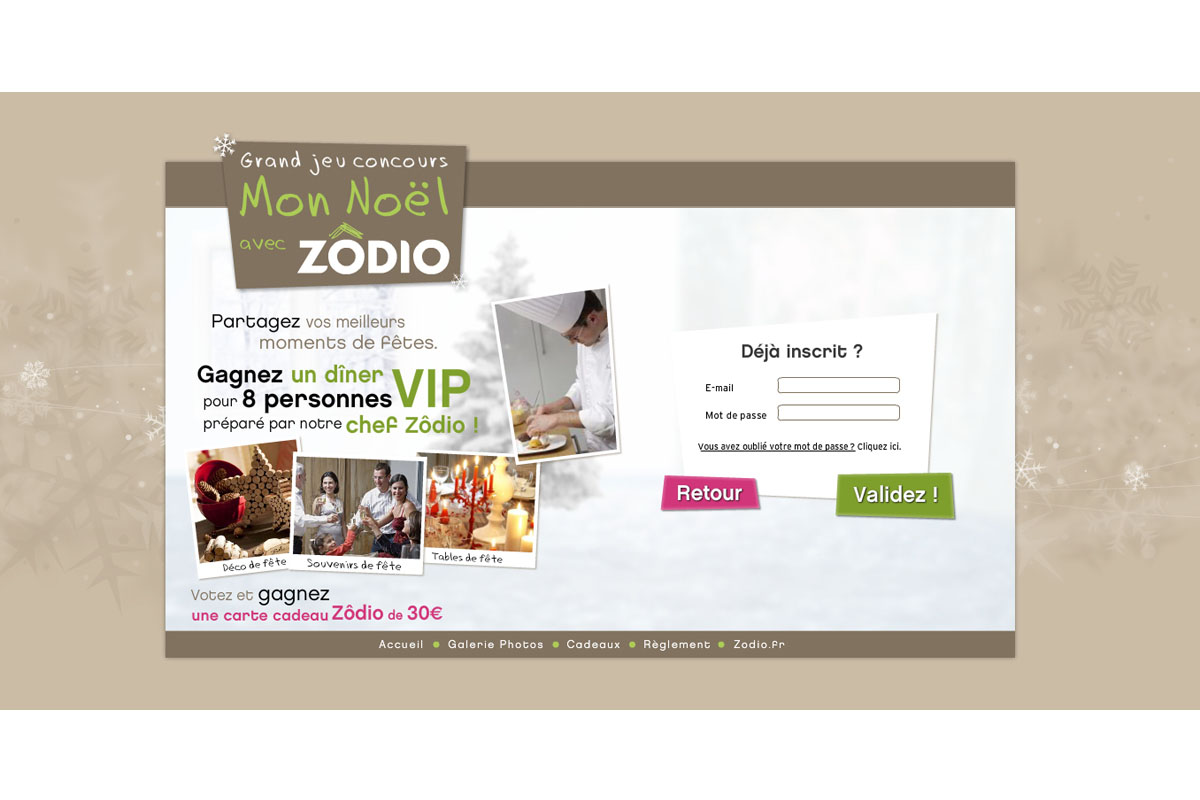 Grand jeu concours
Mon Noël
avec ZÔDIO
Partagez vos meilleurs
moments de fêtes.
Gagnez un dîner VIP
pour 8 personnes
préparé par notre chef Zôdio !
Déco de fête
Souvenirs de fête
Tables de fête
Votez et gagnez
une carte cadeau Zôdio de 30€
Déjà inscrit ?
E-mail
Mot de passe
Vous avez oublié votre mot de passe ? Cliquez ici.
Retour
Validez !
Accueil ● Galerie Photos ● Cadeaux ● Règlement ● Zodio.fr